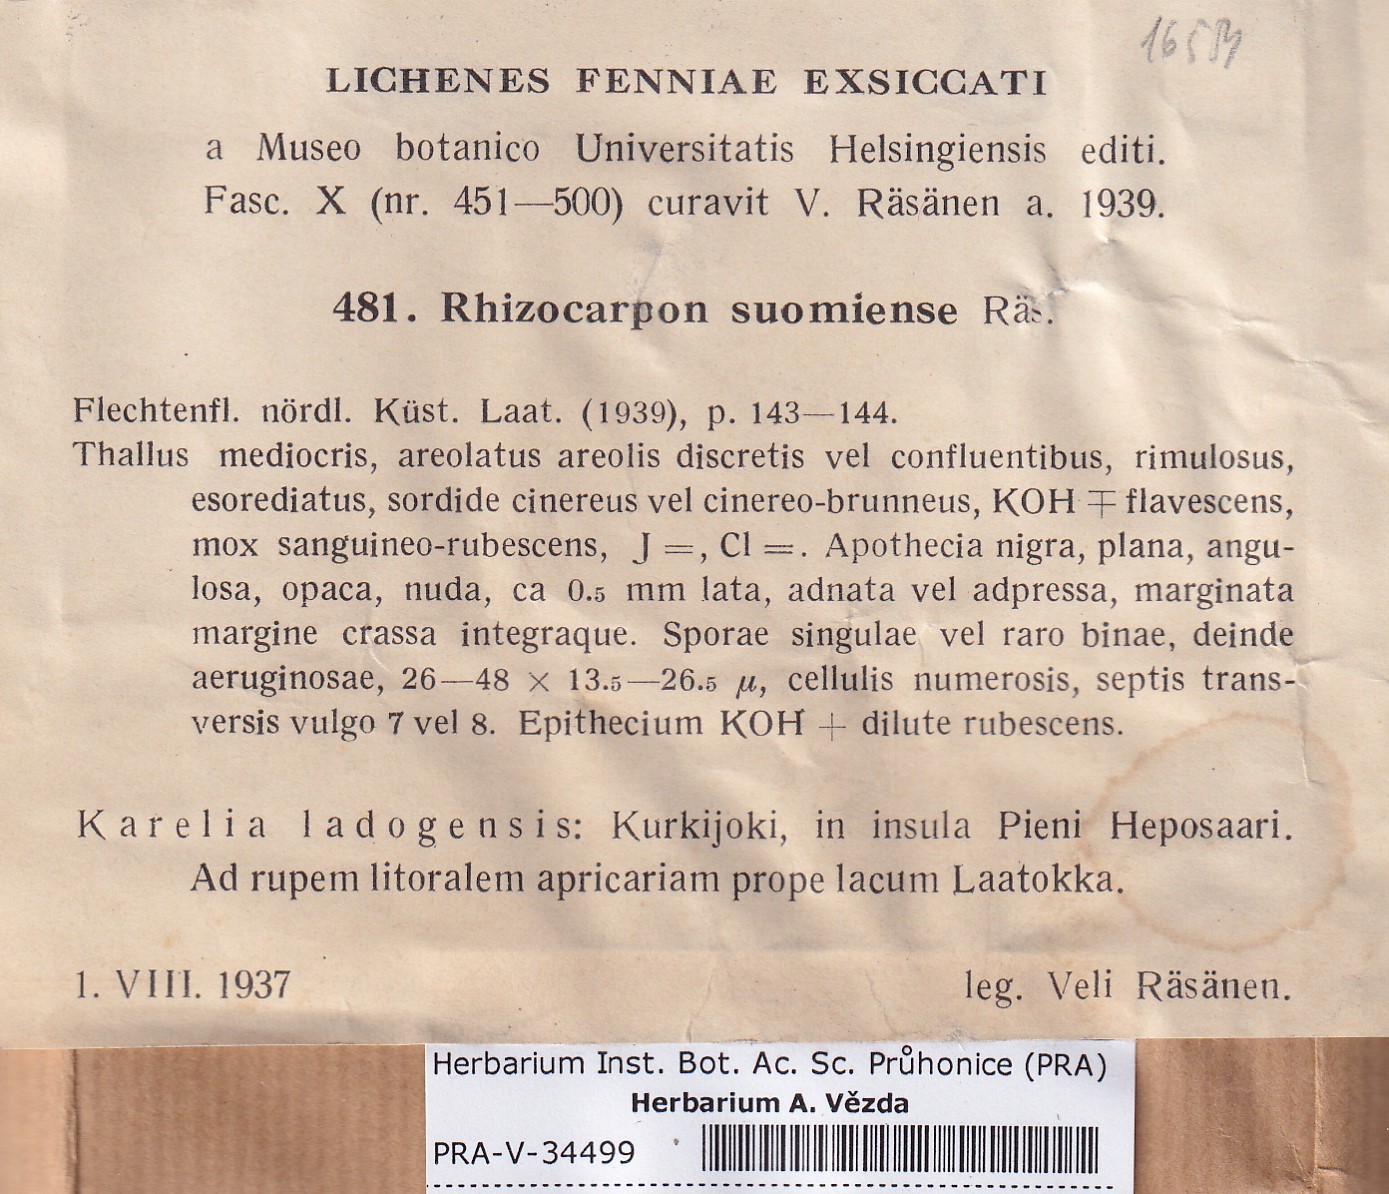 LICHENES FENNIAE EXSICCATI
a Museo botanico Universitatis Helsingiensis editi.
Fasc. X (nr. 451—500) curavit V. Räsänen a. 1939.
481. Rhizocarpon suomiense Räs.
Flechtenfl. nördl. Küst. Laat. (1939), p. 143—144.
Thallus mediocris, areolatus areolis discretis vel confluentibus, rimulosus,
esorediatus, sordide cinereus vel cinereo-brunneus, KOH ∓ flavescens,
mox sanguineo-rubescens, J =, Cl =. Apothecia nigra, plana, angu-
losa, opaca, nuda, ca 0.5 mm lata, adnata vel adpressa, marginata
margine crassa integraque. Sporae singulae vel raro binae, deinde
aeruginosae, 26—48 × 13.5—26.5 µ, cellulis numerosis, septis trans-
versis vulgo 7 vel 8. Epithecium KOH + dilute rubescens.
Karelia ladogensis: Kurkijoki, in insula Pieni Heposaari.
Ad rupem litoralem apricariam prope lacum Laatokka.
1. VIII. 1937 leg. Veli Räsänen.
Herbarium Inst. Bot. Ac. Sc. Průhonice (PRA)
Herbarium A. Vězda
PRA-V-34499